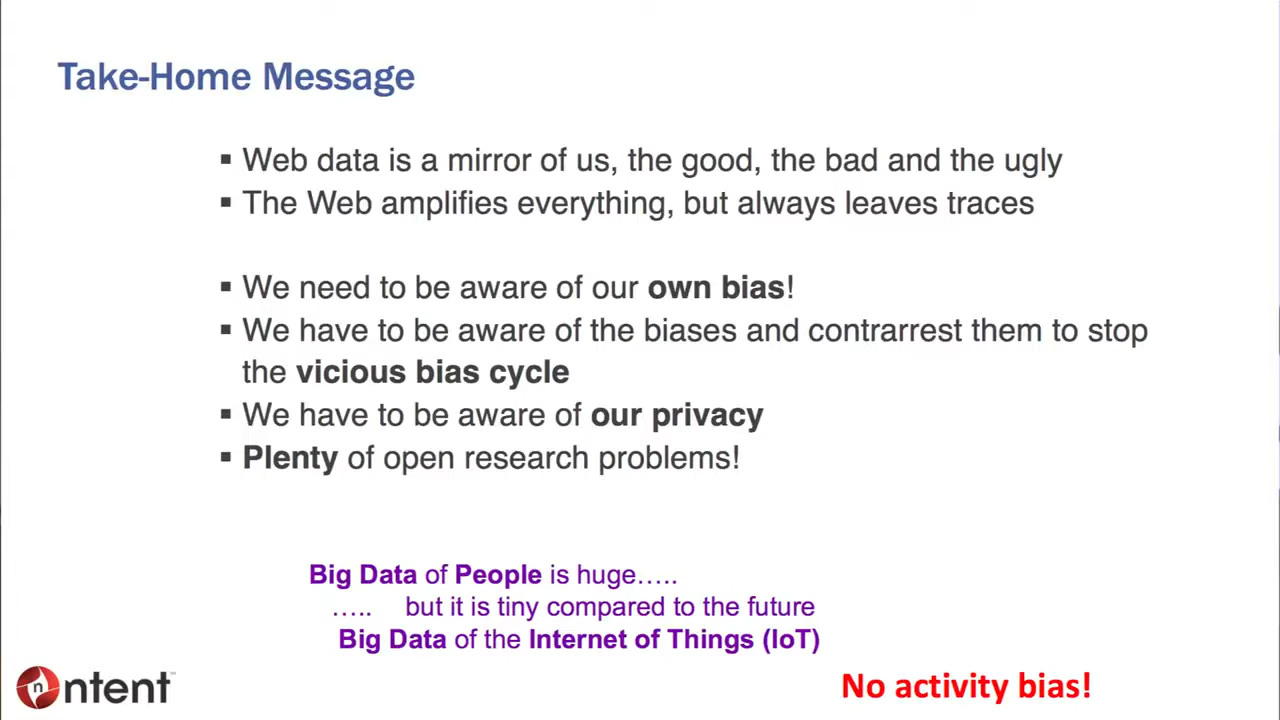 Take-Home Message
▪ Web data is a mirror of us, the good, the bad and the ugly
▪ The Web amplifies everything, but always leaves traces
▪ We need to be aware of our own bias!
▪ We have to be aware of the biases and contrarrest them to stop
the vicious bias cycle
▪ We have to be aware of our privacy
▪ Plenty of open research problems!
Big Data of People is huge…..
….. but it is tiny compared to the future
Big Data of the Internet of Things (IoT)
ntent™
No activity bias!